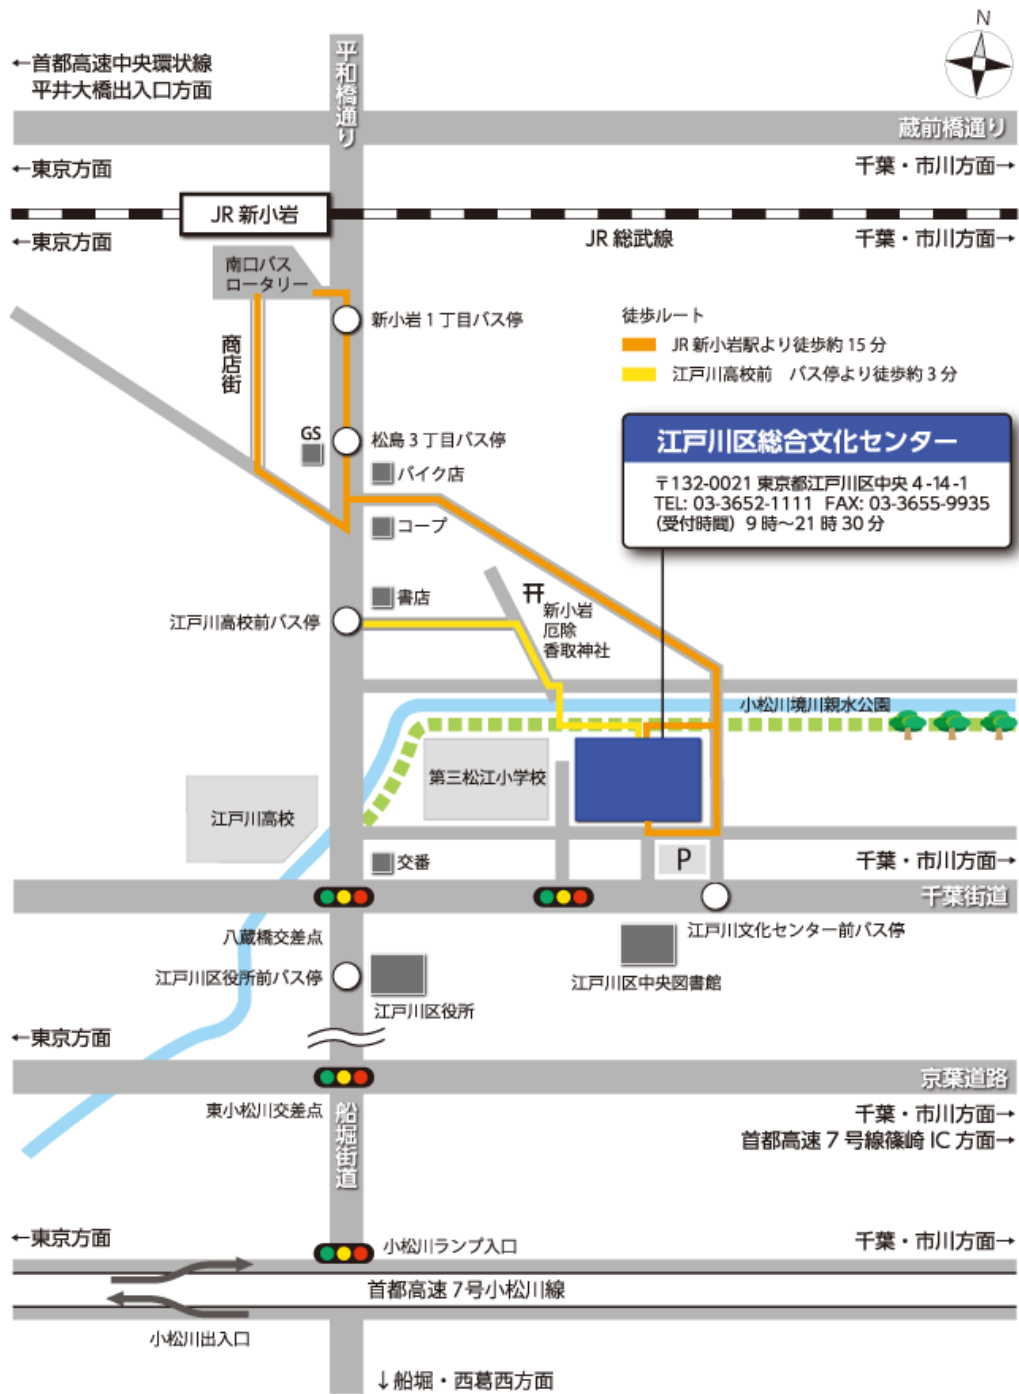 N
←首都高速中央環状線
平井大橋出入口方面
平和橋通り
蔵前橋通り
←東京方面
千葉・市川方面→
JR 新小岩
←東京方面
JR 総武線
千葉・市川方面→
南口バス
ロータリー
新小岩 1 丁目バス停
徒歩ルート
JR 新小岩駅より徒歩約 15 分
江戸川高校前　バス停より徒歩約 3 分
商店街
GS
松島 3 丁目バス停
バイク店
コープ
江戸川区総合文化センター
〒132-0021 東京都江戸川区中央 4-14-1
TEL: 03-3652-1111 FAX: 03-3655-9935
(受付時間) 9 時～21 時 30 分
書店
江戸川高校前バス停
新小岩
厄除
香取神社
小松川境川親水公園
第三松江小学校
江戸川高校
交番
P
千葉・市川方面→
千葉街道
八蔵橋交差点
江戸川文化センター前バス停
江戸川区役所前バス停
江戸川区中央図書館
江戸川区役所
←東京方面
京葉道路
東小松川交差点
船堀街道
千葉・市川方面→
首都高速 7 号線篠崎 IC 方面→
←東京方面
小松川ランプ入口
千葉・市川方面→
首都高速 7号小松川線
小松川出入口
↓船堀・西葛西方面